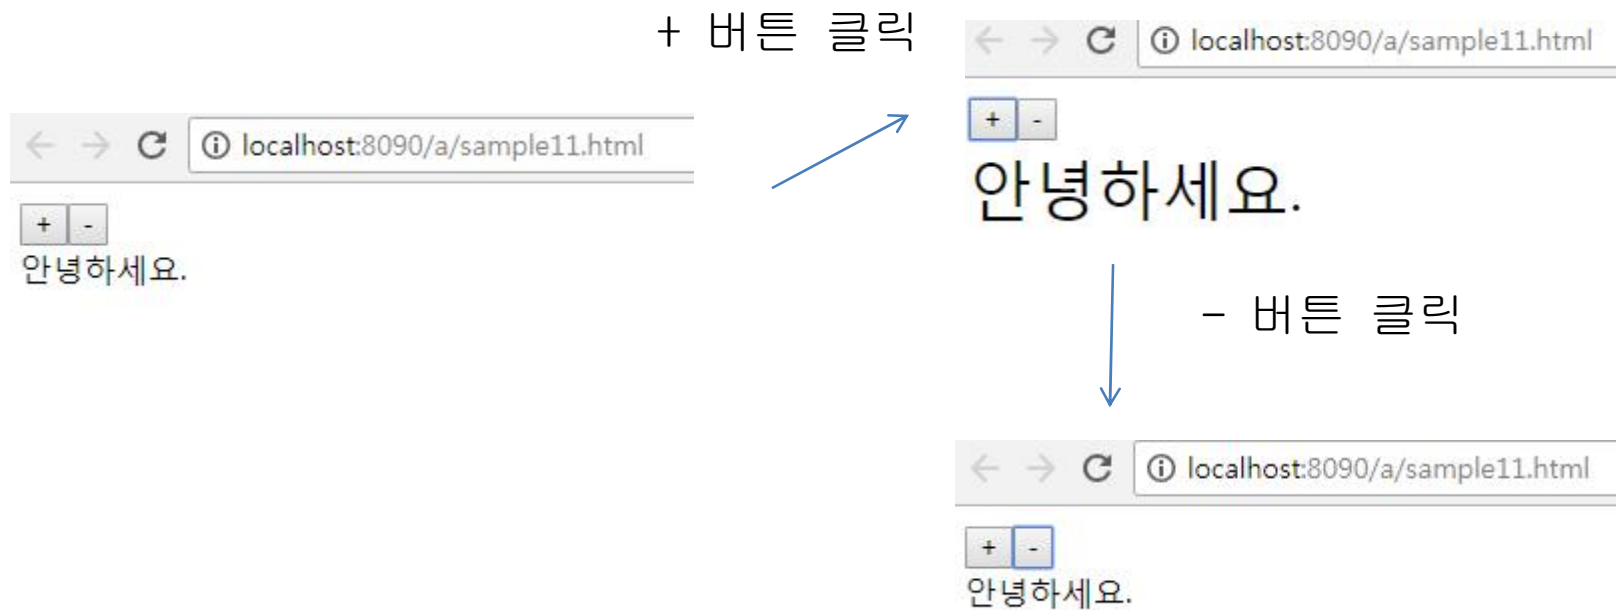 localhost:8090/a/sample11.html
+ -
안녕하세요.
+ 버튼 클릭
localhost:8090/a/sample11.html
+ -
안녕하세요.
- 버튼 클릭
localhost:8090/a/sample11.html
+ -
안녕하세요.